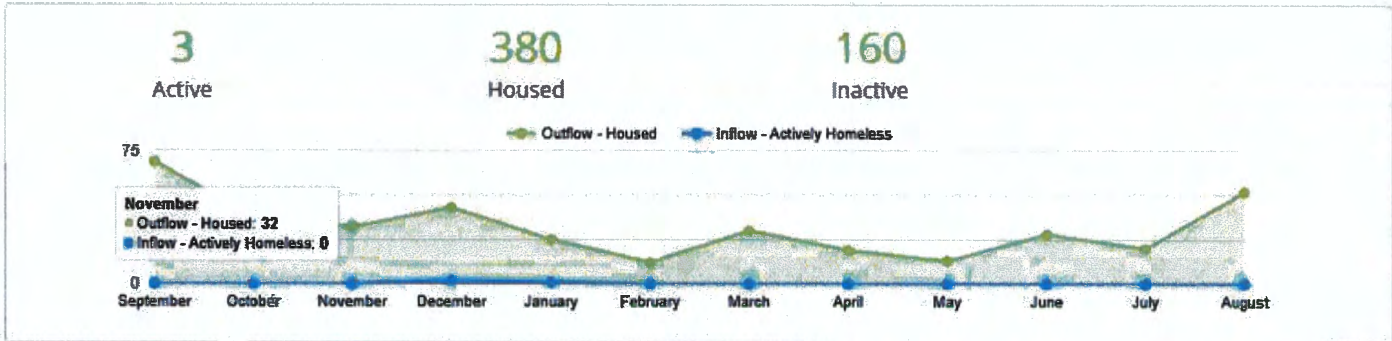 3 380 160
Active Housed Inactive
Outflow - Housed Inflow - Actively Homeless
75
November
Outflow - Housed: 32
Inflow - Actively Homeless: 0
0
September October November December January February March April May June July August